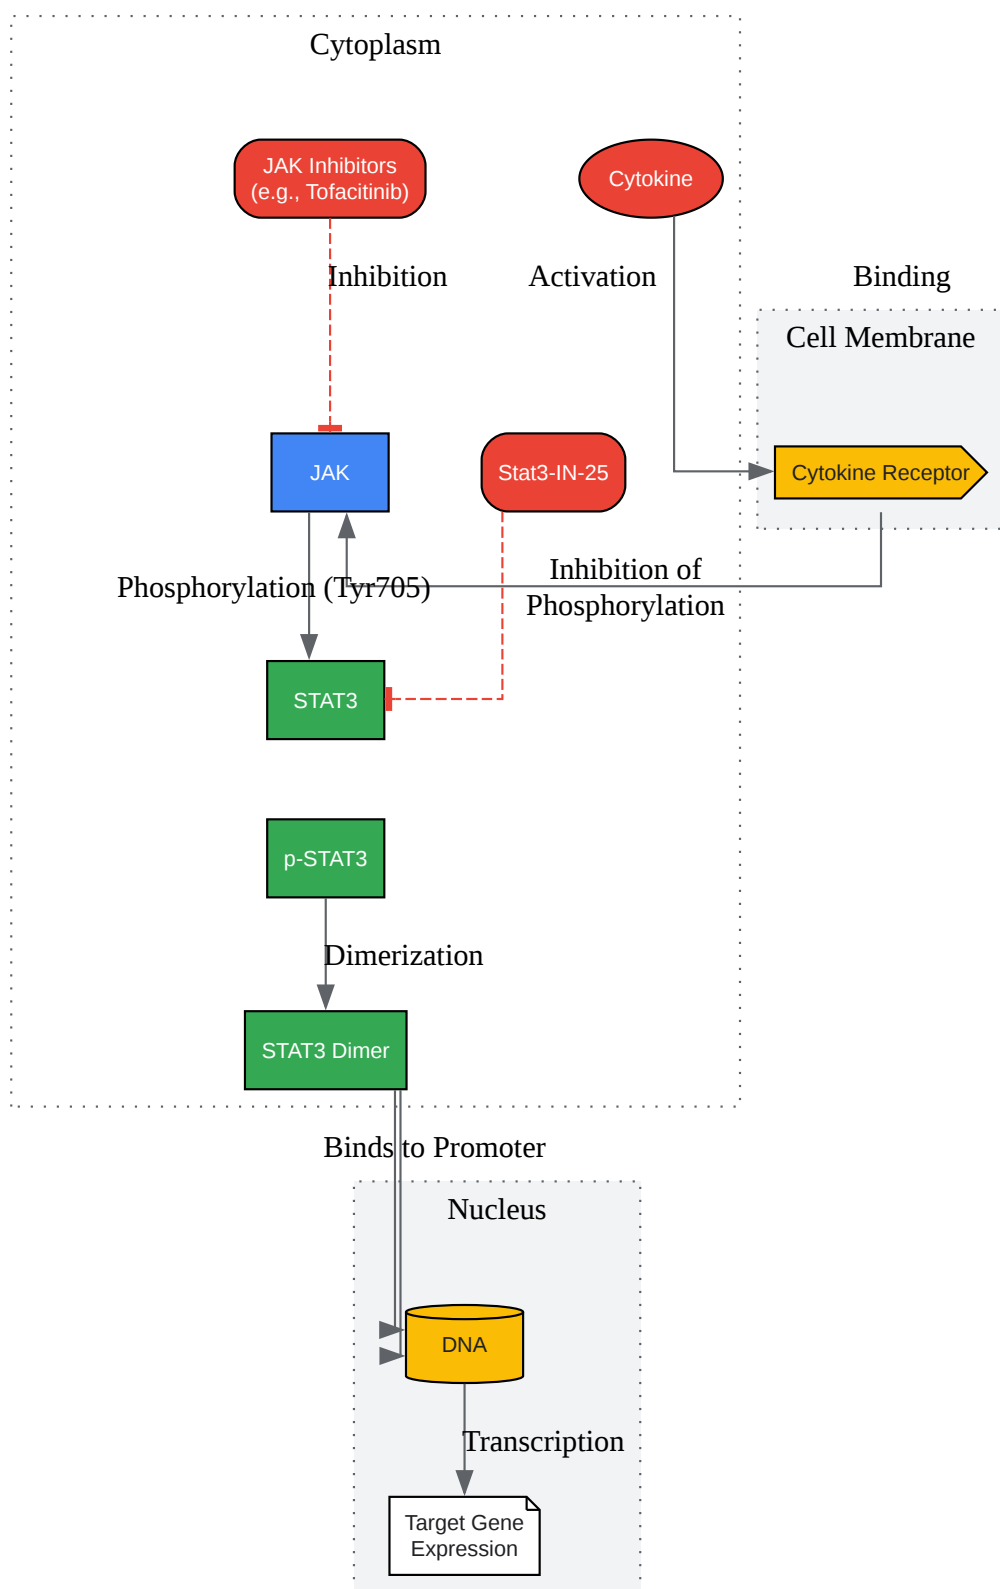 Cytoplasm
JAK Inhibitors
(e.g., Tofacitinib)
Cytokine
Inhibition
Activation
Binding
Cell Membrane
JAK
Stat3-IN-25
Cytokine Receptor
Phosphorylation (Tyr705)
Inhibition of
Phosphorylation
STAT3
p-STAT3
Dimerization
STAT3 Dimer
Binds to Promoter
Nucleus
DNA
Transcription
Target Gene
Expression